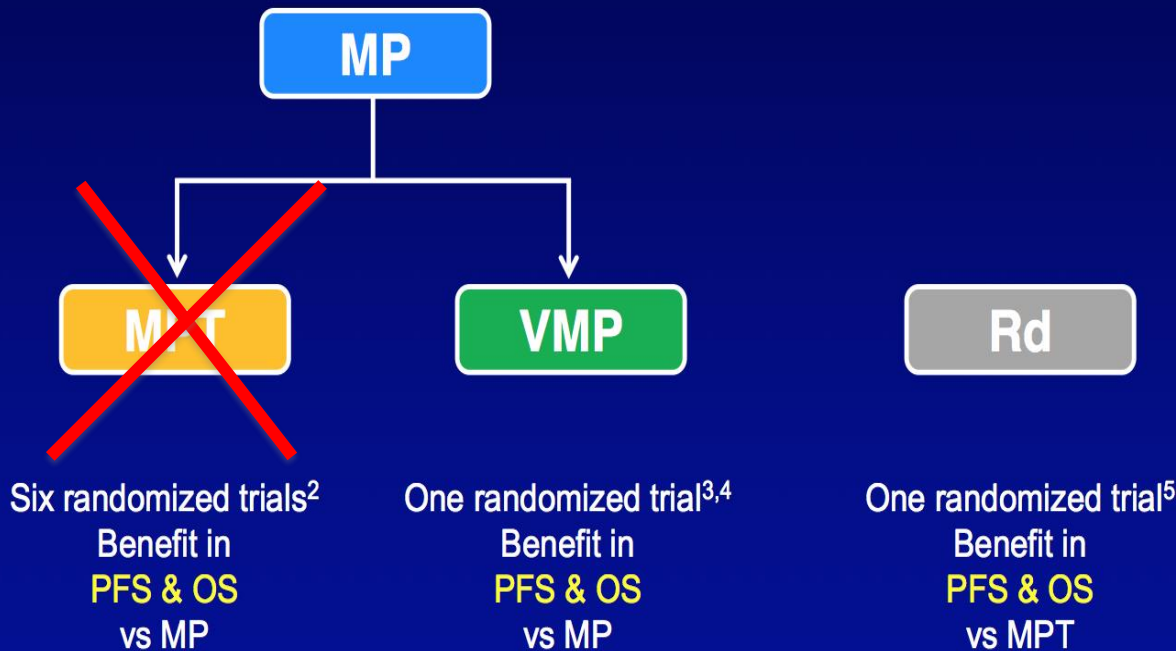 MP
MPT
VMP
Rd
Six randomized trials2
Benefit in
PFS & OS
vs MP
One randomized trial3,4
Benefit in
PFS & OS
vs MP
One randomized trial5
Benefit in
PFS & OS
vs MPT